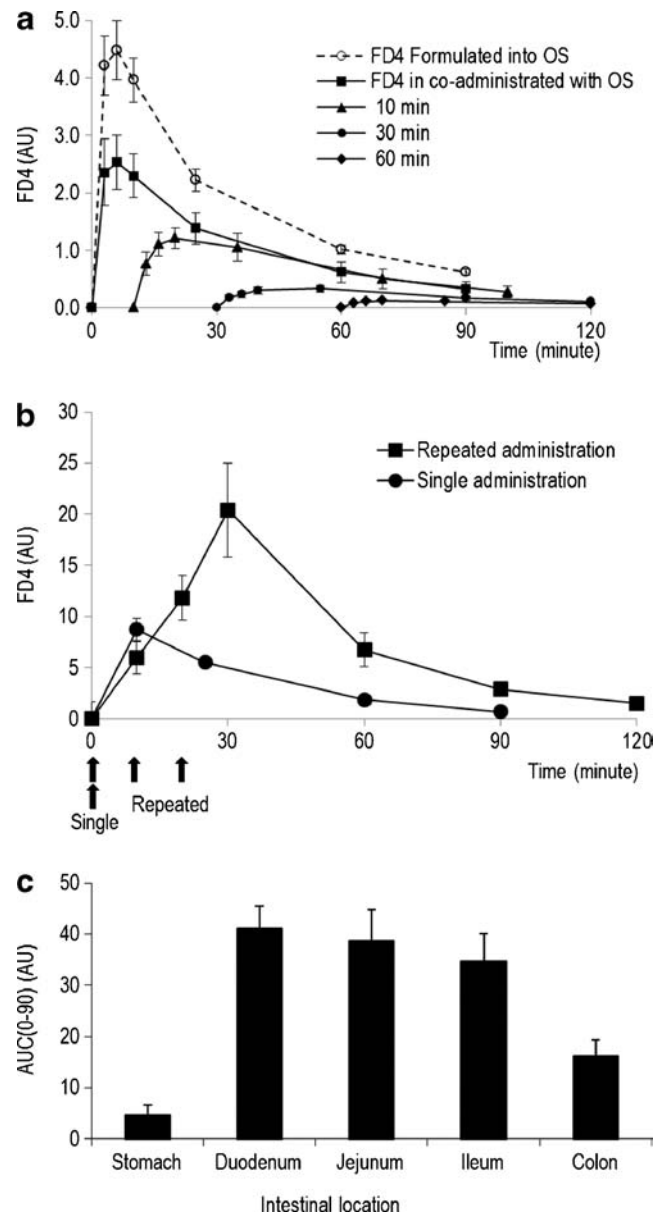 a
5.0
4.0
3.0
2.0
1.0
0.0
FD4 (AU)
FD4 Formulated into OS
FD4 in co-administrated with OS
10 min
30 min
60 min
0 30 60 90 120
Time (minute)
b
30
25
20
15
10
5
0
FD4 (AU)
Repeated administration
Single administration
0 30 60 90 120
Time (minute)
Repeated
Single
c
50
40
30
20
10
0
AUC(0-90) (AU)
Stomach Duodenum Jejunum Ileum Colon
Intestinal location